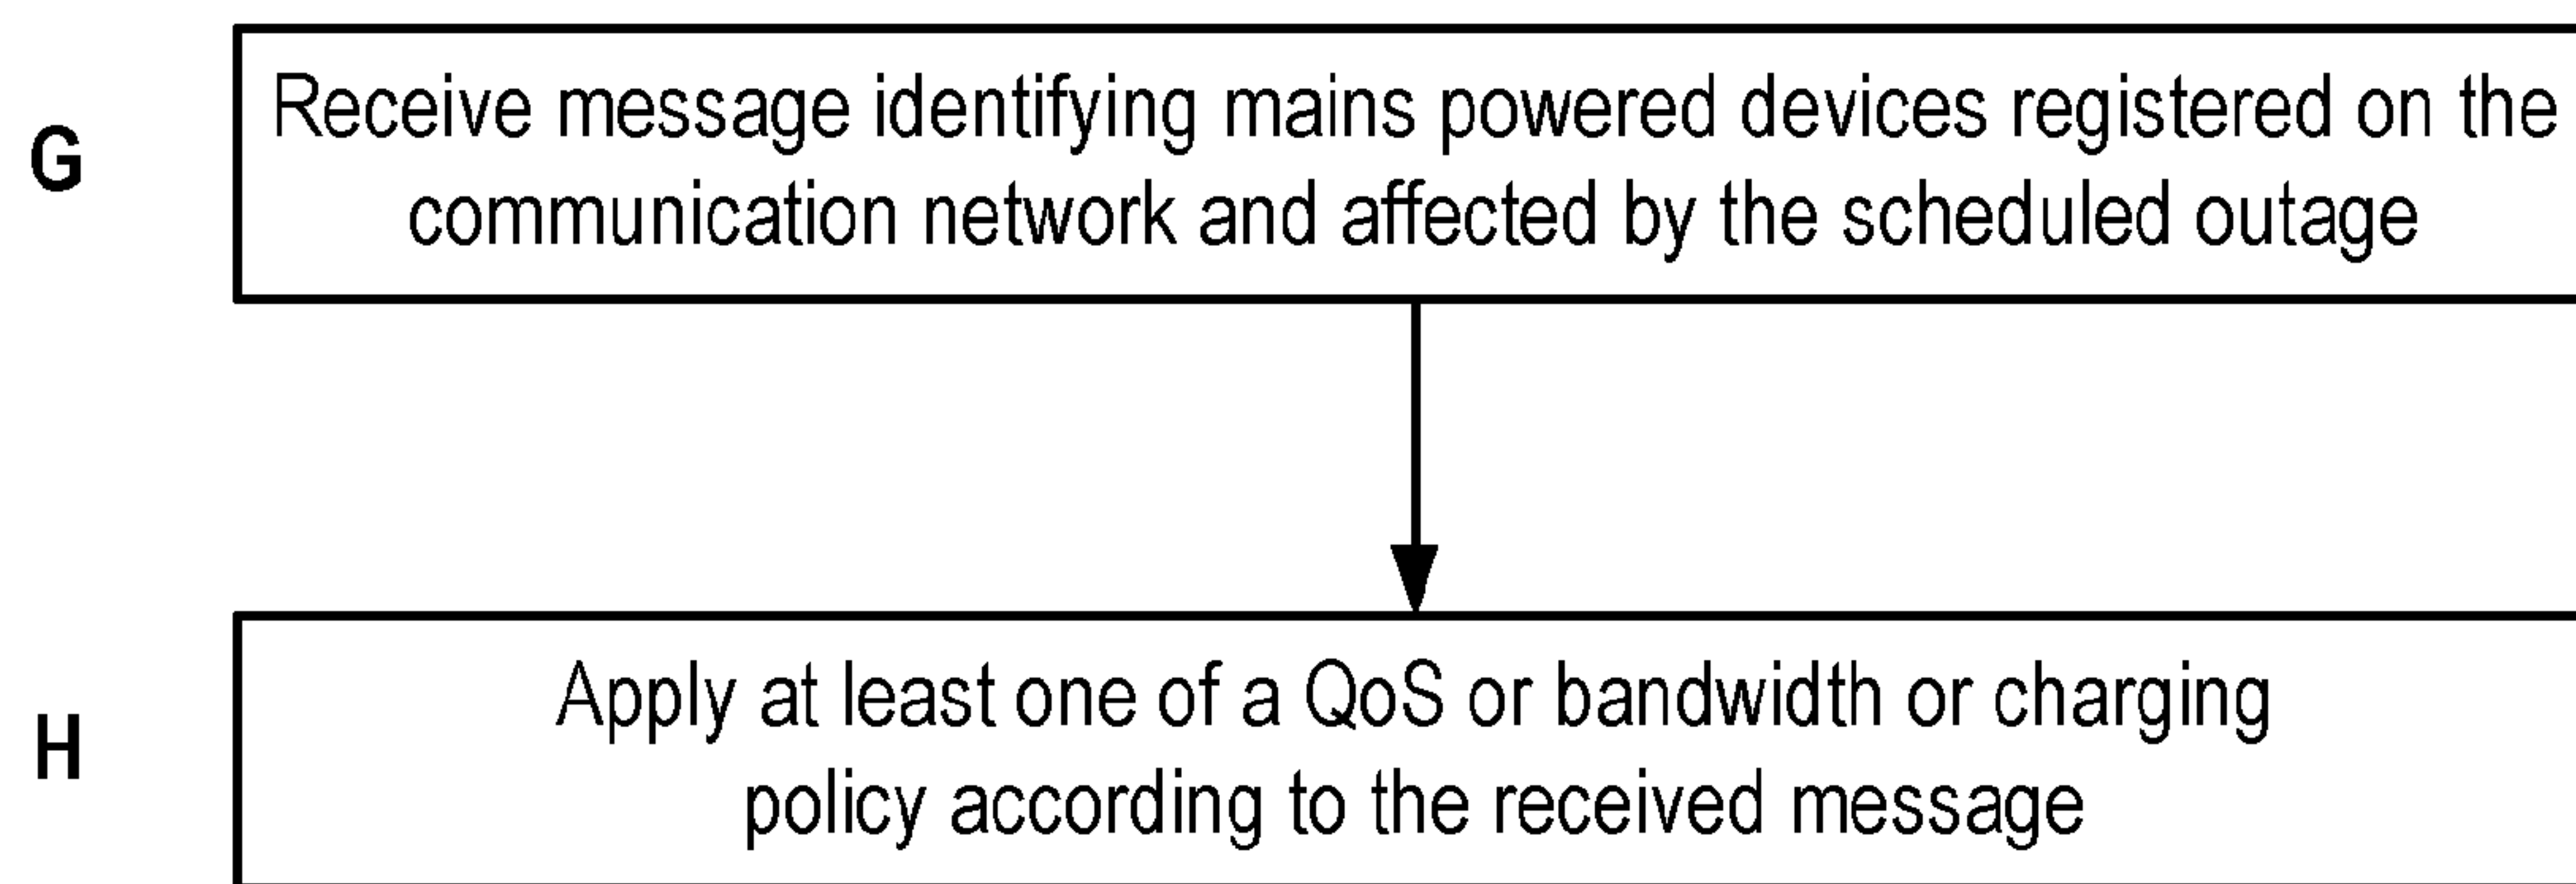 G
Receive message identifying mains powered devices registered on the
communication network and affected by the scheduled outage
H
Apply at least one of a QoS or bandwidth or charging
policy according to the received message